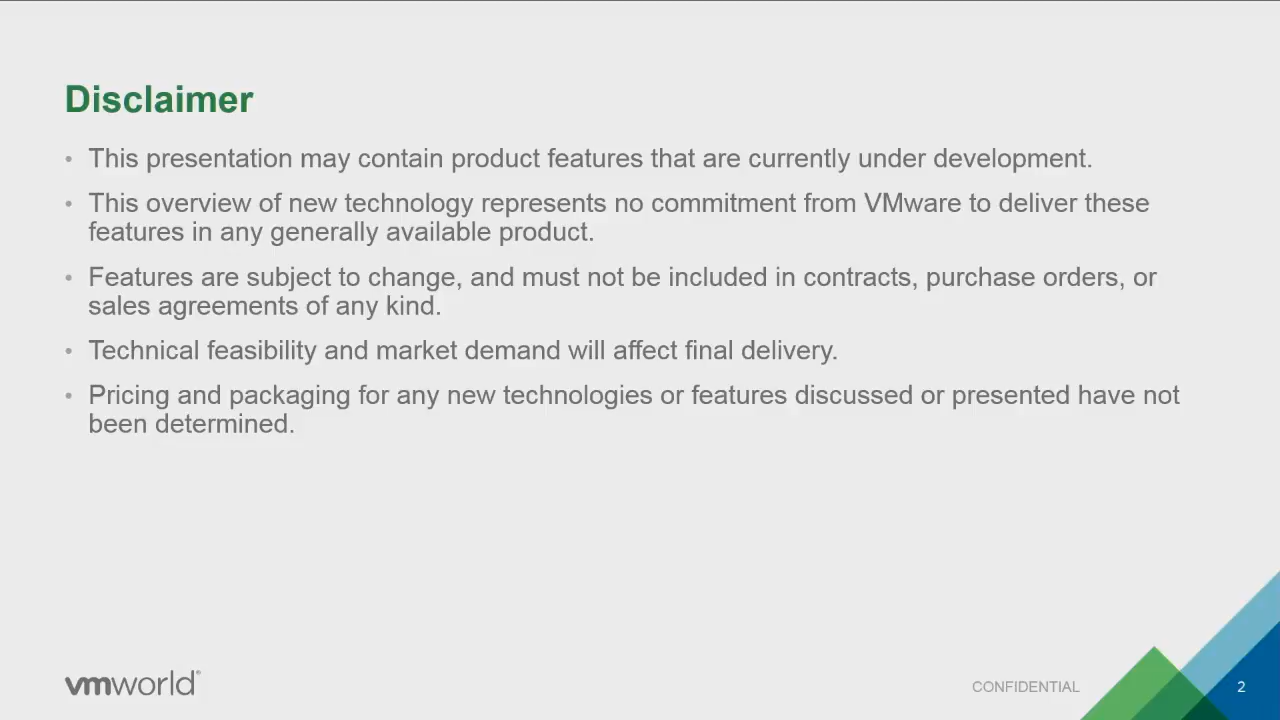 Disclaimer
• This presentation may contain product features that are currently under development.
• This overview of new technology represents no commitment from VMware to deliver these
features in any generally available product.
• Features are subject to change, and must not be included in contracts, purchase orders, or
sales agreements of any kind.
• Technical feasibility and market demand will affect final delivery.
• Pricing and packaging for any new technologies or features discussed or presented have not
been determined.
vmworld®
CONFIDENTIAL
2